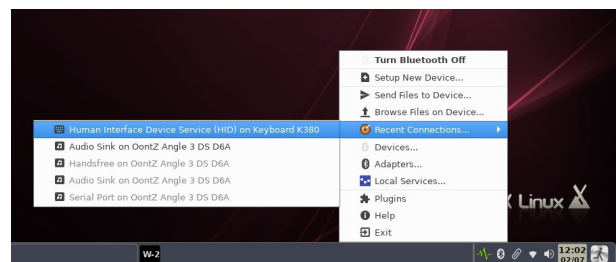 Turn Bluetooth Off
Setup New Device...
Send Files to Device...
Browse Files on Device...
Recent Connections...
Devices...
Adapters...
Local Services...
Plugins
Help
Exit
Human Interface Device Service (HID) on Keyboard K380
Audio Sink on OontZ Angle 3 DS D6A
Handsfree on OontZ Angle 3 DS D6A
Audio Sink on OontZ Angle 3 DS D6A
Serial Port on OontZ Angle 3 DS D6A
Linux
W-2
12:02
02/07